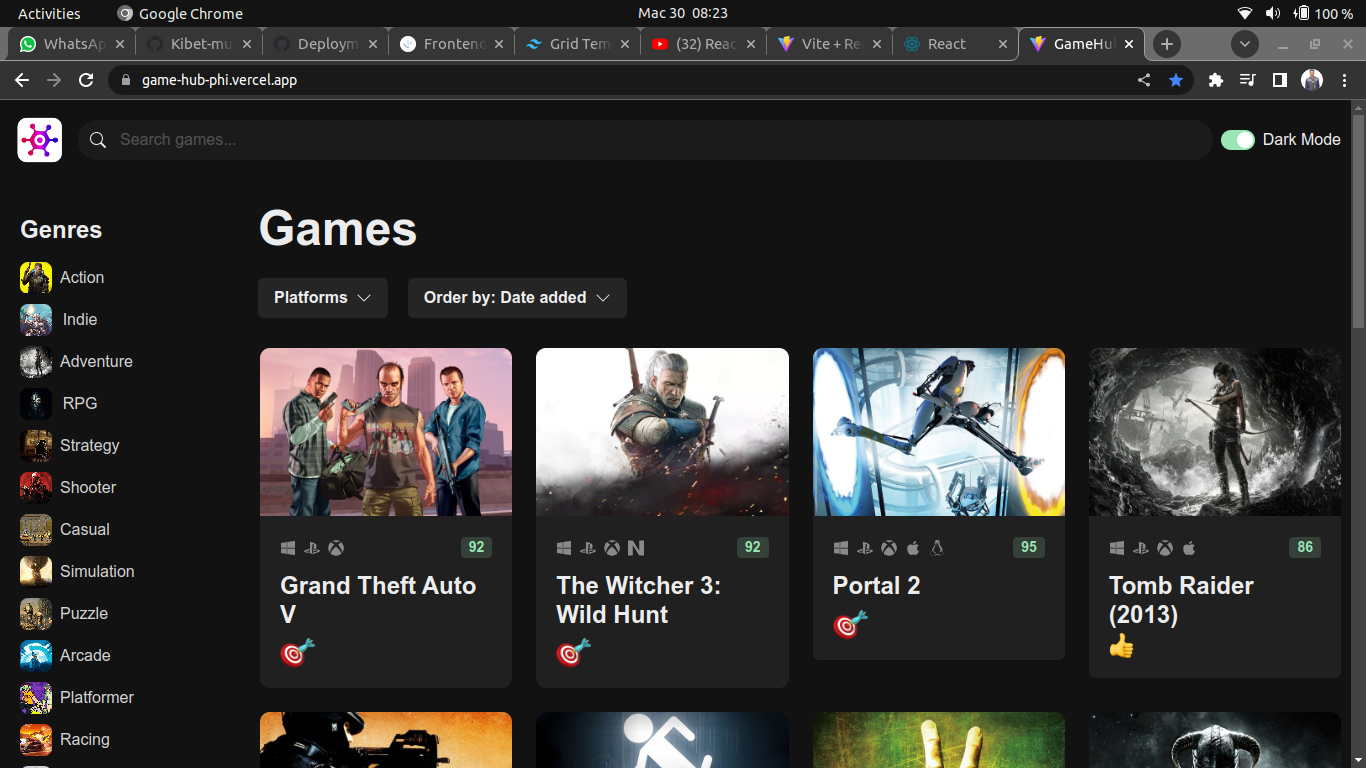 Activities
Google Chrome
Mac 30 08:23
100 %
WhatsAp
Kibet-mu
Deploym
Frontend
Grid Tem
(32) Reac
Vite + Re
React
GameHu
game-hub-phi.vercel.app
Search games...
Dark Mode
Genres
Action
Indie
Adventure
RPG
Strategy
Shooter
Casual
Simulation
Puzzle
Arcade
Platformer
Racing
Games
Platforms
Order by: Date added
92
Grand Theft Auto
V
92
The Witcher 3:
Wild Hunt
95
Portal 2
86
Tomb Raider
(2013)